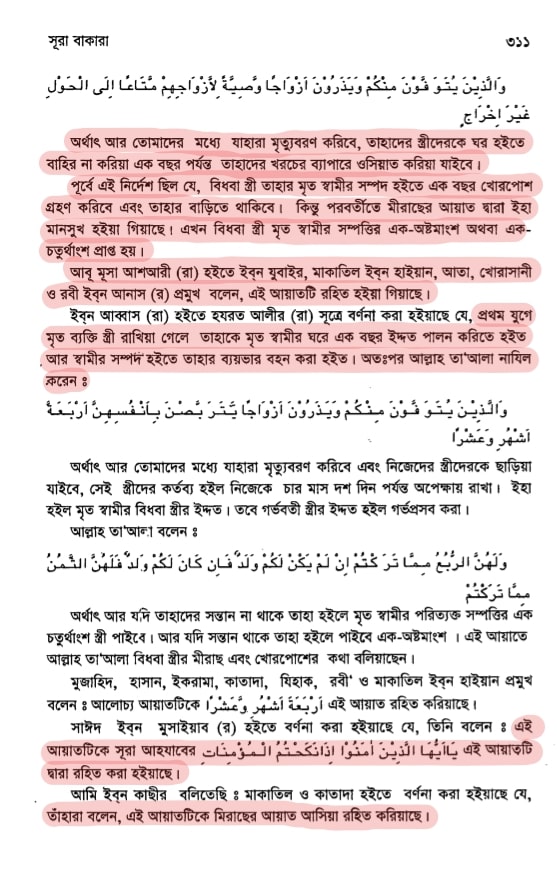 সূরা বাকারা ৩১১
وَالَّذِيْنَ يُتَوَ فَّوْنَ مِنْكُمْ وَيَذَرُوْنَ اَزْوَاجًا وَّصِيَّةً لِاَزْوَاجِهِمْ مَّتَاعًا اِلَى الْحَوْلِ
غَيْرَ اِخْرَاجٍ
অর্থাৎ আর তোমাদের মধ্যে যাহারা মৃত্যুবরণ করিবে, তাহাদের স্ত্রীদেরকে ঘর হইতে
বাহির না করিয়া এক বছর পর্যন্ত তাহাদের খরচের ব্যাপারে ওসিয়াত করিয়া যাইবে।
পূর্বে এই নির্দেশ ছিল যে, বিধবা স্ত্রী তাহার মৃত স্বামীর সম্পদ হইতে এক বছর খোরপোশ
গ্রহণ করিবে এবং তাহার বাড়িতে থাকিবে। কিন্তু পরবর্তীতে মীরাছের আয়াত দ্বারা ইহা
মানসুখ হইয়া গিয়াছে। এখন বিধবা স্ত্রী মৃত স্বামীর সম্পত্তির এক-অষ্টমাংশ অথবা এক-
চতুর্থাংশ প্রাপ্ত হয়।
আবূ মূসা আশআরী (রা) হইতে ইব্‌ন যুবাইর, মাকাতিল ইব্‌ন হাইয়ান, আতা, খোরাসানী
ও রবী ইব্‌ন আনাস (র) প্রমুখ বলেন, এই আয়াতটি রহিত হইয়া গিয়াছে।
ইব্‌ন আব্বাস (রা) হইতে হযরত আলীর (রা) সূত্রে বর্ণনা করা হইয়াছে যে, প্রথম যুগে
মৃত ব্যক্তি স্ত্রী রাখিয়া গেলে তাহাকে মৃত স্বামীর ঘরে এক বছর ইদ্দত পালন করিতে হইত
আর স্বামীর সম্পদ হইতে তাহার ব্যয়ভার বহন করা হইত। অতঃপর আল্লাহ তা'আলা নাযিল
করেন ঃ
وَالَّذِيْنَ يُتَوَ فَّوْنَ مِنْكُمْ وَيَذَرُوْنَ اَزْوَاجًا يَّتَرَ بَّصْنَ بِاَنْفُسِهِنَّ اَرْبَعَةَ
اَشْهُرٍ وَعَشْرًا
অর্থাৎ আর তোমাদের মধ্যে যাহারা মৃত্যুবরণ করিবে এবং নিজেদের স্ত্রীদেরকে ছাড়িয়া
যাইবে, সেই স্ত্রীদের কর্তব্য হইল নিজেকে চার মাস দশ দিন পর্যন্ত অপেক্ষায় রাখা। ইহা
হইল মৃত স্বামীর বিধবা স্ত্রীর ইদ্দত। তবে গর্ভবতী স্ত্রীর ইদ্দত হইল গর্ভপ্রসব করা।
আল্লাহ তা'আলা বলেন ঃ
وَلَهُنَّ الرُّبُعُ مِمَّا تَرَ كْتُمْ اِنْ لَمْ يَكُنْ لَكُمْ وَلَدٌ فَاِنْ كَانَ لَكُمْ وَلَدٌ فَلَهُنَّ الثُّمُنُ
مِمَّا تَرَكْتُمْ
অর্থাৎ আর যদি তাহাদের সন্তান না থাকে তাহা হইলে মৃত স্বামীর পরিত্যক্ত সম্পত্তির এক
চতুর্থাংশ স্ত্রী পাইবে। আর যদি সন্তান থাকে তাহা হইলে পাইবে এক-অষ্টমাংশ । এই আয়াতে
আল্লাহ তা'আলা বিধবা স্ত্রীর মীরাছ এবং খোরপোশের কথা বলিয়াছেন।
মুজাহিদ, হাসান, ইকরামা, কাতাদা, যিহাক, রবী' ও মাকাতিল ইব্‌ন হাইয়ান প্রমুখ
বলেন ঃ আলোচ্য আয়াতটিকে اَرْبَعَةَ اَشْهُرٍ وَّعَشْرًا এই আয়াত রহিত করিয়াছে।
সাঈদ ইব্‌ন মুসাইয়াব (র) হইতে বর্ণনা করা হইয়াছে যে, তিনি বলেন ঃ এই
আয়াতটিকে সূরা আহযাবের يٰاَيُّهَا الَّذِيْنَ اٰمَنُوْا اِذَانَكَحْتُمُ الْمُؤْمِنَاتِ এই আয়াতটি
দ্বারা রহিত করা হইয়াছে।
আমি ইব্‌ন কাছীর বলিতেছি ঃ মাকাতিল ও কাতাদা হইতে বর্ণনা করা হইয়াছে যে,
তাঁহারা বলেন, এই আয়াতটিকে মিরাছের আয়াত আসিয়া রহিত করিয়াছে।